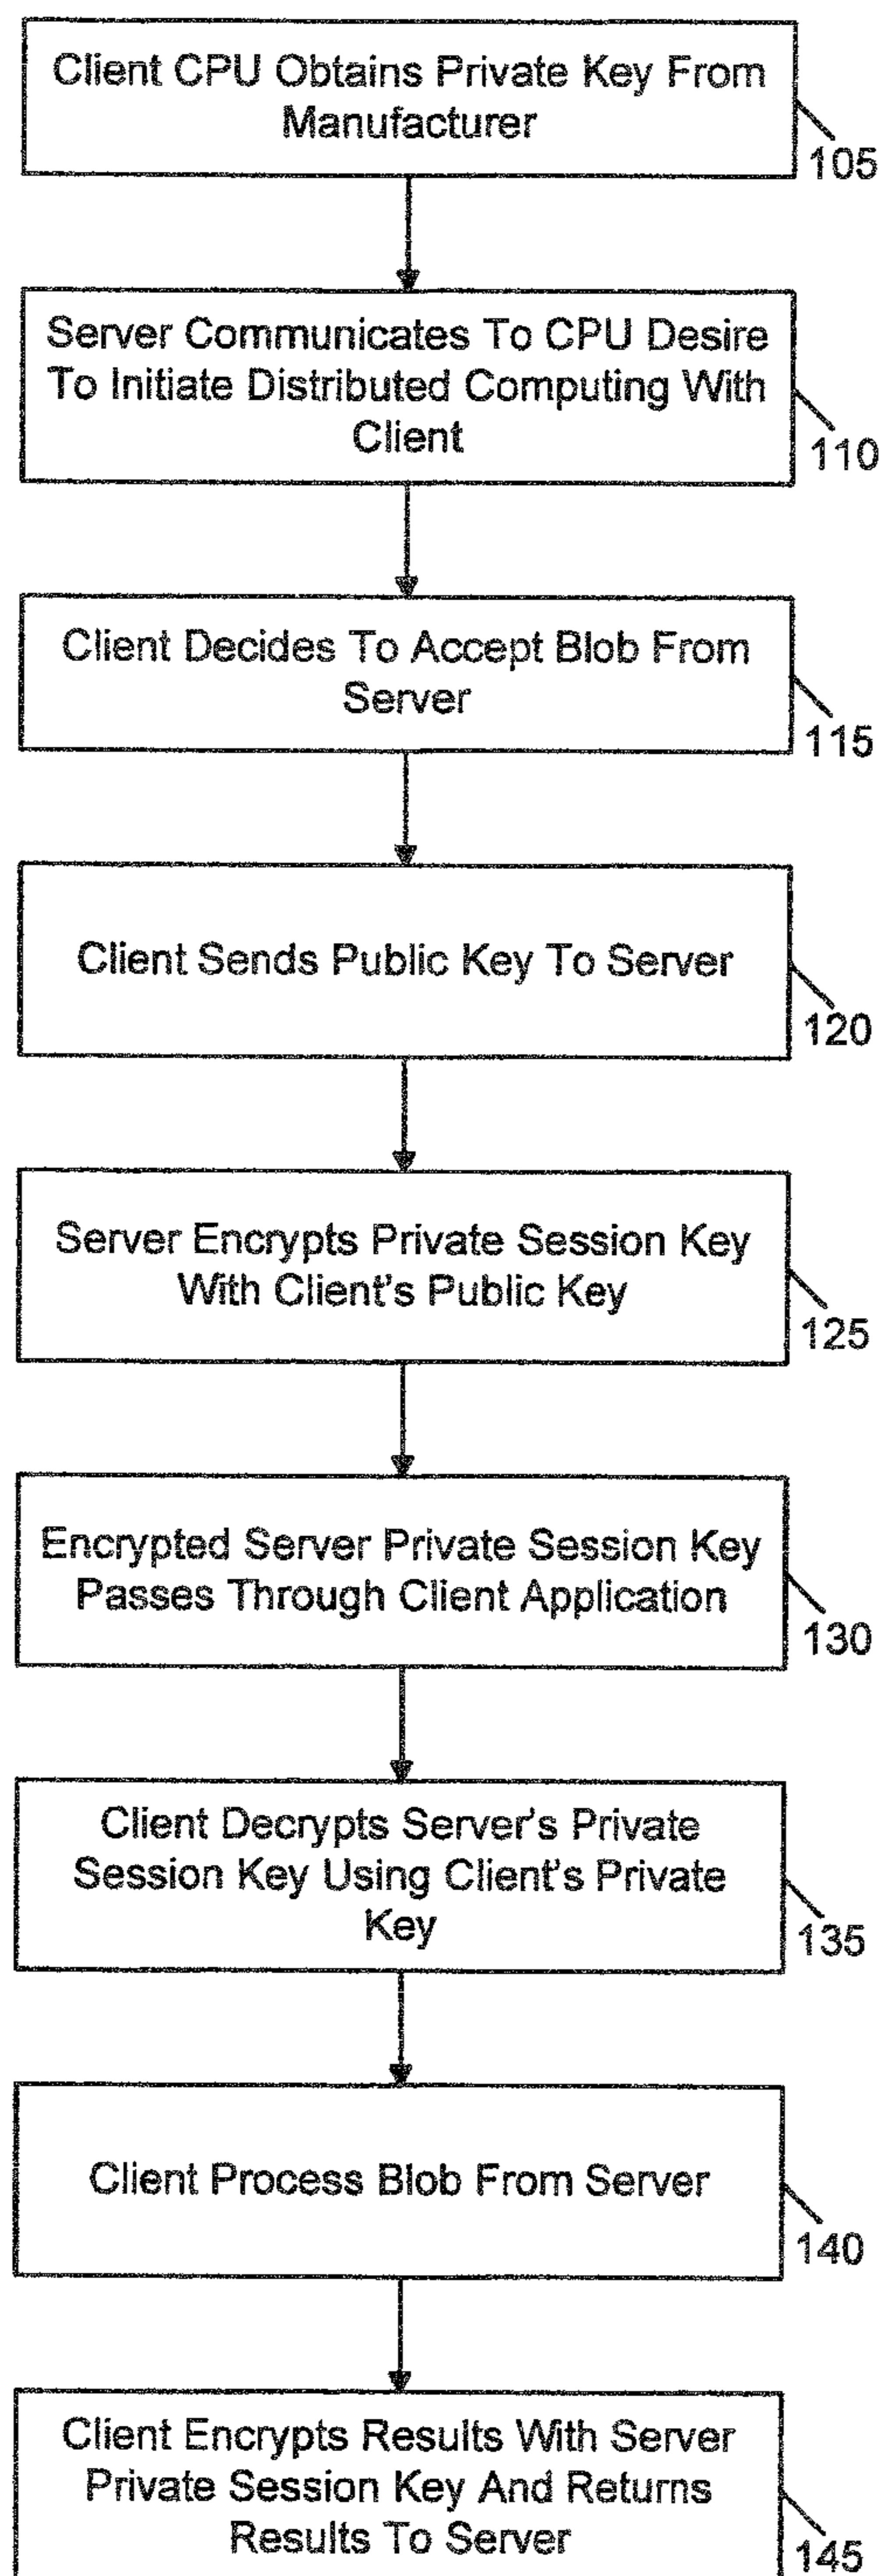 Client CPU Obtains Private Key From
Manufacturer
105
Server Communicates To CPU Desire
To Initiate Distributed Computing With
Client
110
Client Decides To Accept Blob From
Server
115
Client Sends Public Key To Server
120
Server Encrypts Private Session Key
With Client's Public Key
125
Encrypted Server Private Session Key
Passes Through Client Application
130
Client Decrypts Server's Private
Session Key Using Client's Private
Key
135
Client Process Blob From Server
140
Client Encrypts Results With Server
Private Session Key And Returns
Results To Server
145